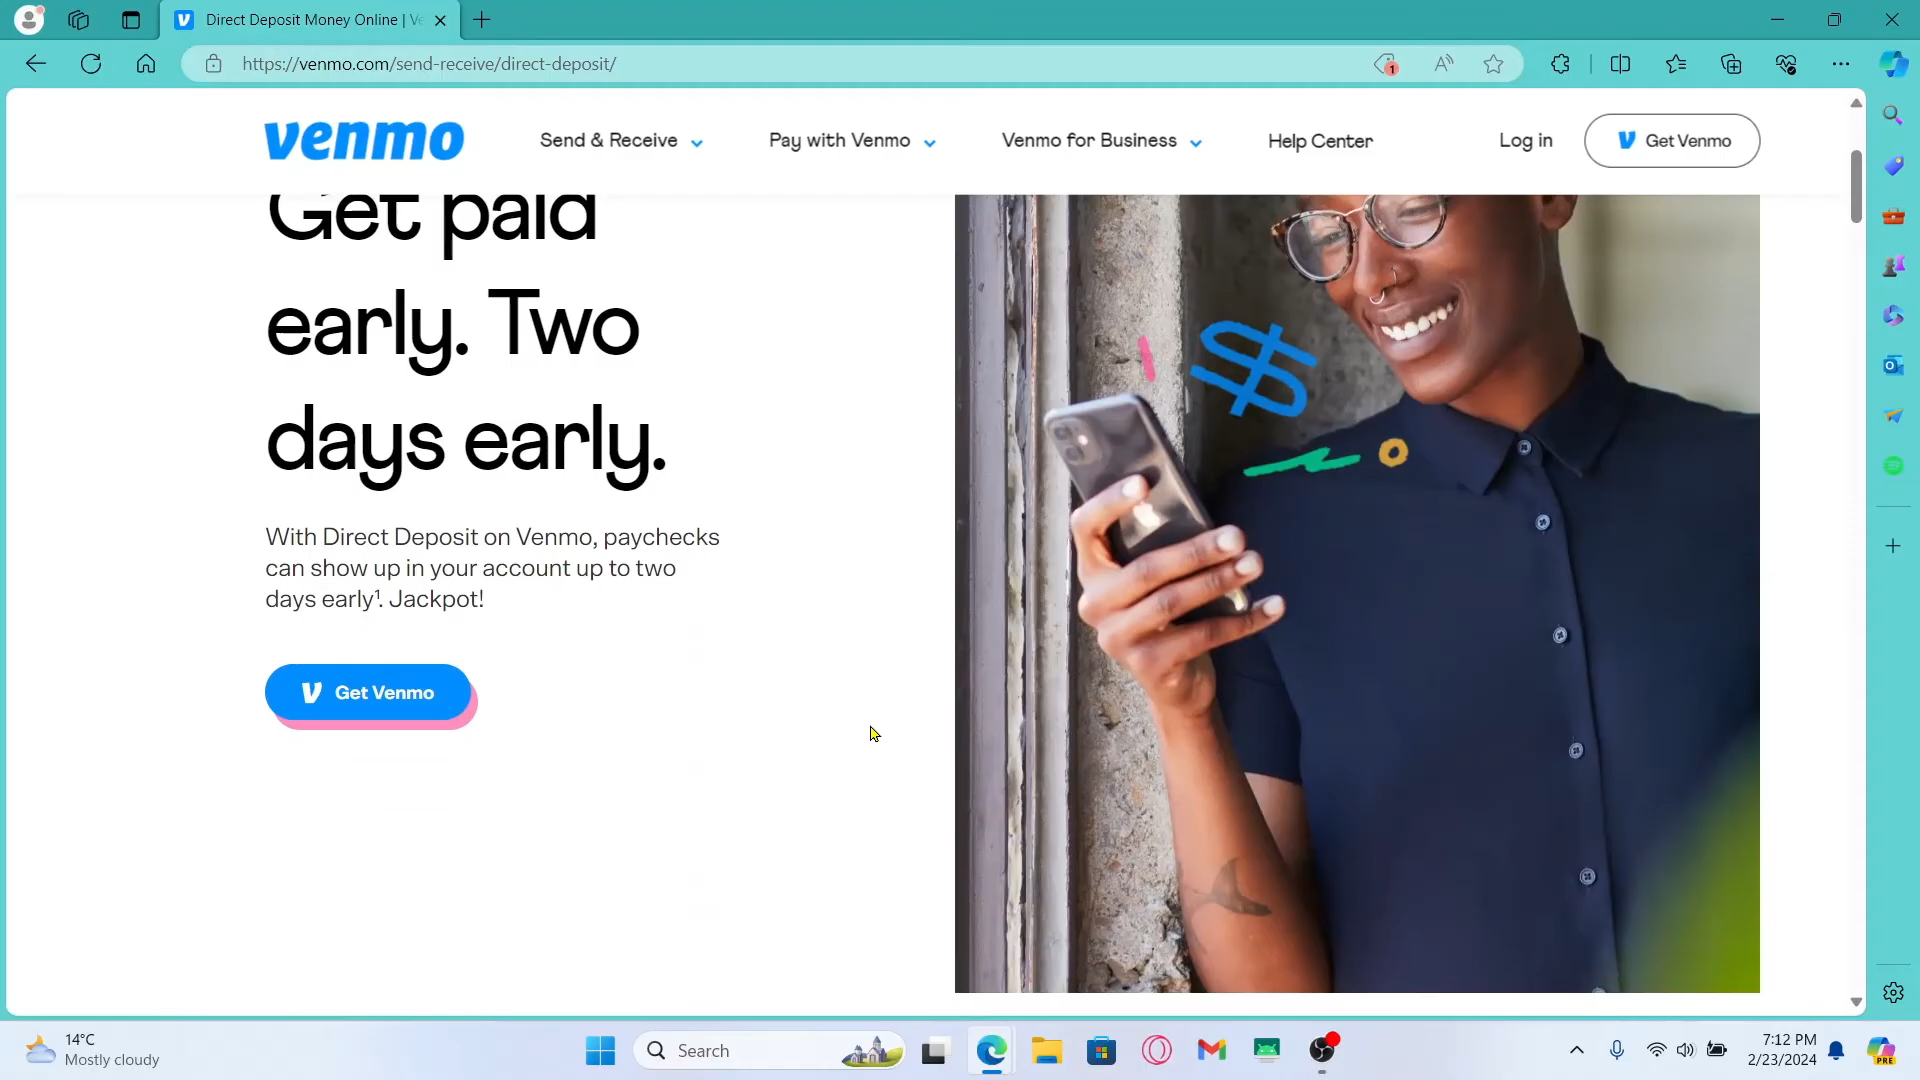 Direct Deposit Money Online | Ve
https://venmo.com/send-receive/direct-deposit/
1
venmo
Send & Receive
Pay with Venmo
Venmo for Business
Help Center
Log in
Get Venmo
Get paid
early. Two
days early.
With Direct Deposit on Venmo, paychecks
can show up in your account up to two
days early¹. Jackpot!
Get Venmo
$
14°C
Mostly cloudy
Search
PRE
7:12 PM
2/23/2024